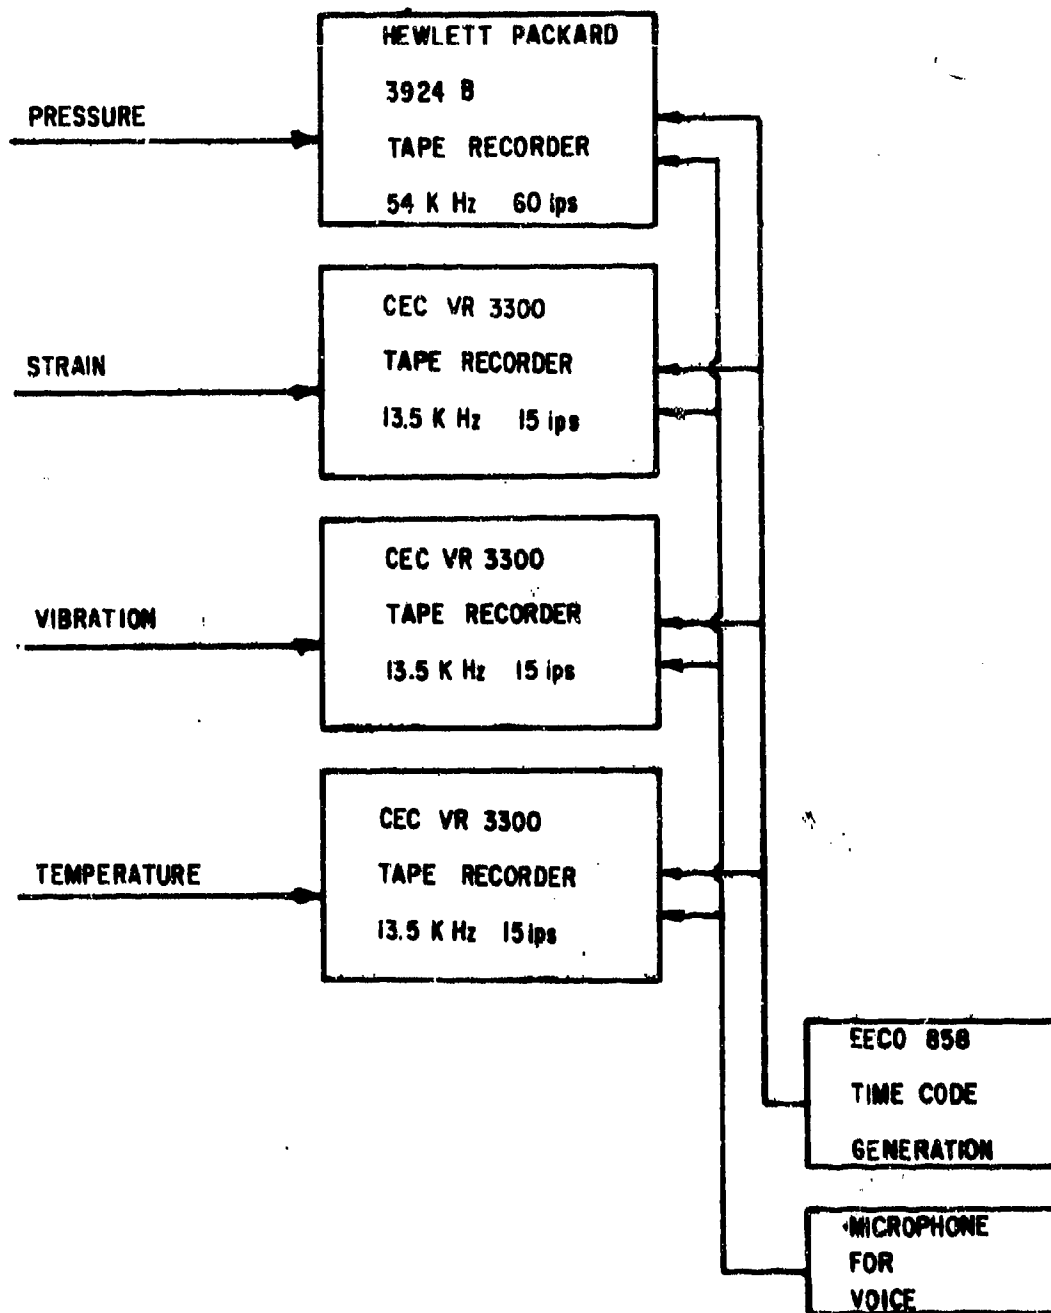 HEWLETT PACKARD
3924 B
TAPE RECORDER
54 K Hz 60 ips
PRESSURE
CEC VR 3300
TAPE RECORDER
13.5 K Hz 15 ips
STRAIN
CEC VR 3300
TAPE RECORDER
13.5 K Hz 15 ips
VIBRATION
CEC VR 3300
TAPE RECORDER
13.5 K Hz 15 ips
TEMPERATURE
EECO 858
TIME CODE
GENERATION
MICROPHONE
FOR
VOICE